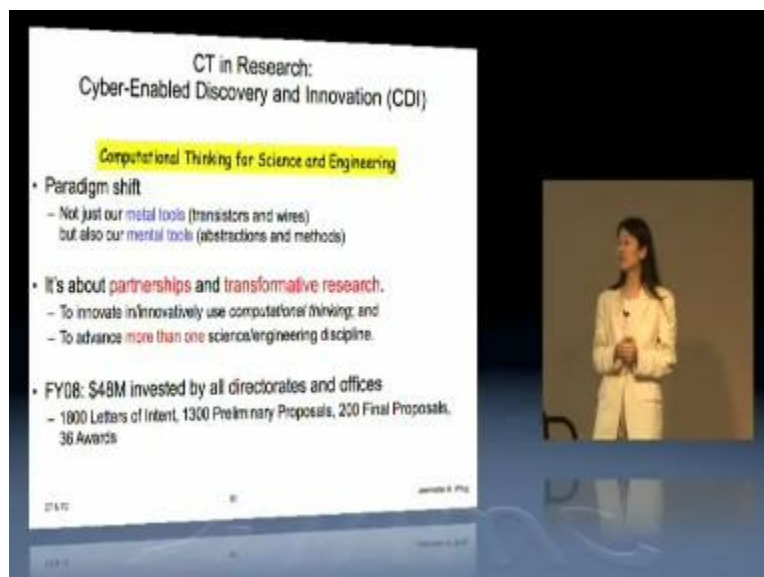 CT in Research:
Cyber-Enabled Discovery and Innovation (CDI)
Computational Thinking for Science and Engineering
• Paradigm shift
– Not just our metal tools (transistors and wires)
but also our mental tools (abstractions and methods)
• It's about partnerships and transformative research.
– To innovate in/innovatively use computational thinking; and
– To advance more than one science/engineering discipline.
• FY08: $48M invested by all directorates and offices
– 1800 Letters of Intent, 1300 Preliminary Proposals, 200 Final Proposals,
36 Awards